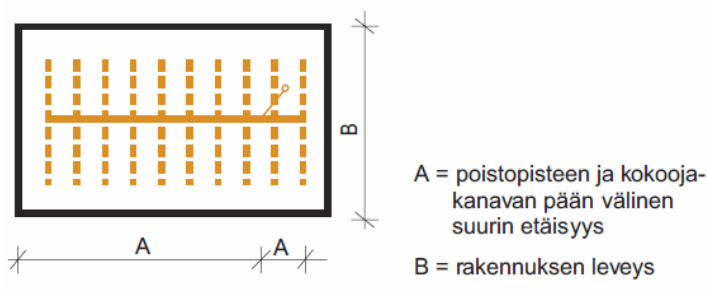 B
A = poistopisteen ja kokooja-
kanavan pään välinen
suurin etäisyys
A
A
B = rakennuksen leveys